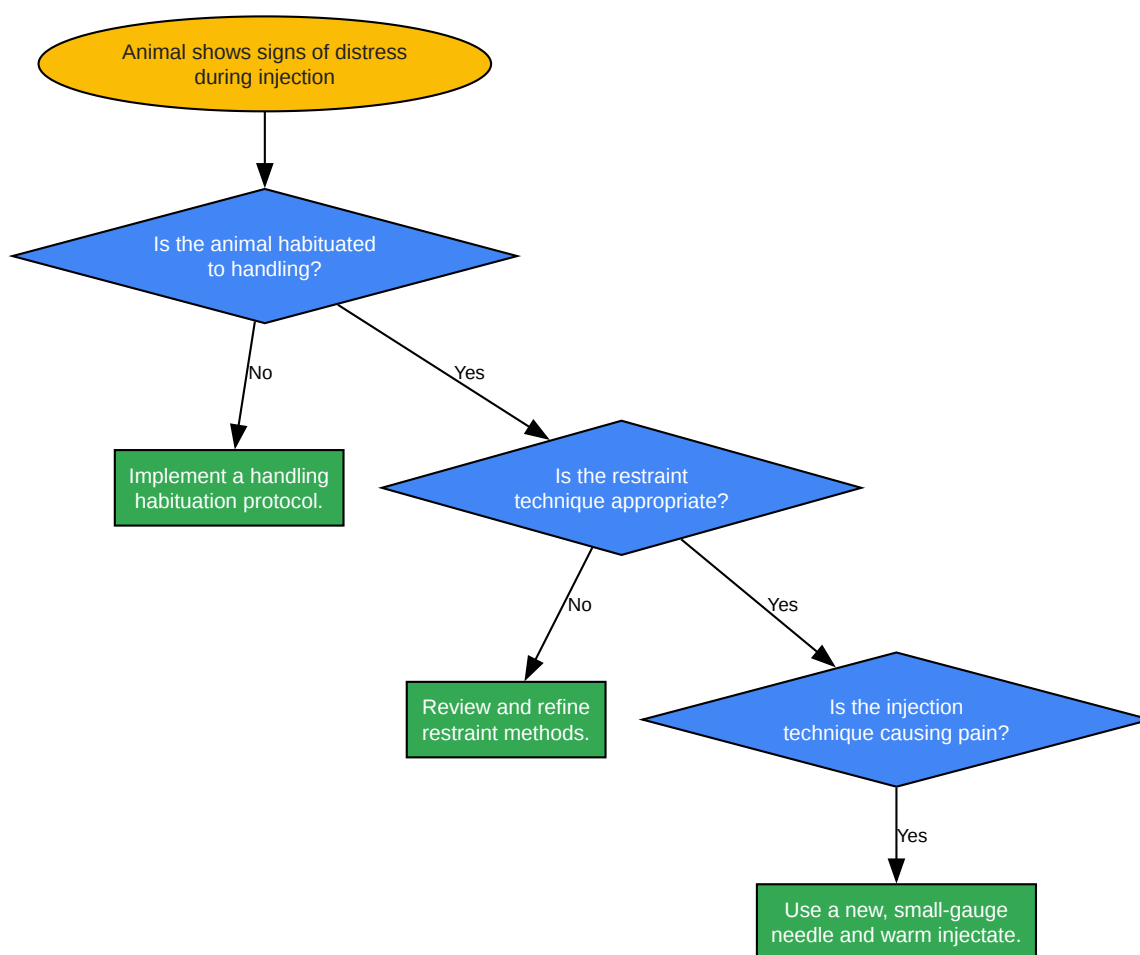 Animal shows signs of distress
during injection
Is the animal habituated
to handling?
No
Yes
Implement a handling
habituation protocol.
Is the restraint
technique appropriate?
No
Yes
Review and refine
restraint methods.
Is the injection
technique causing pain?
Yes
Use a new, small-gauge
needle and warm injectate.